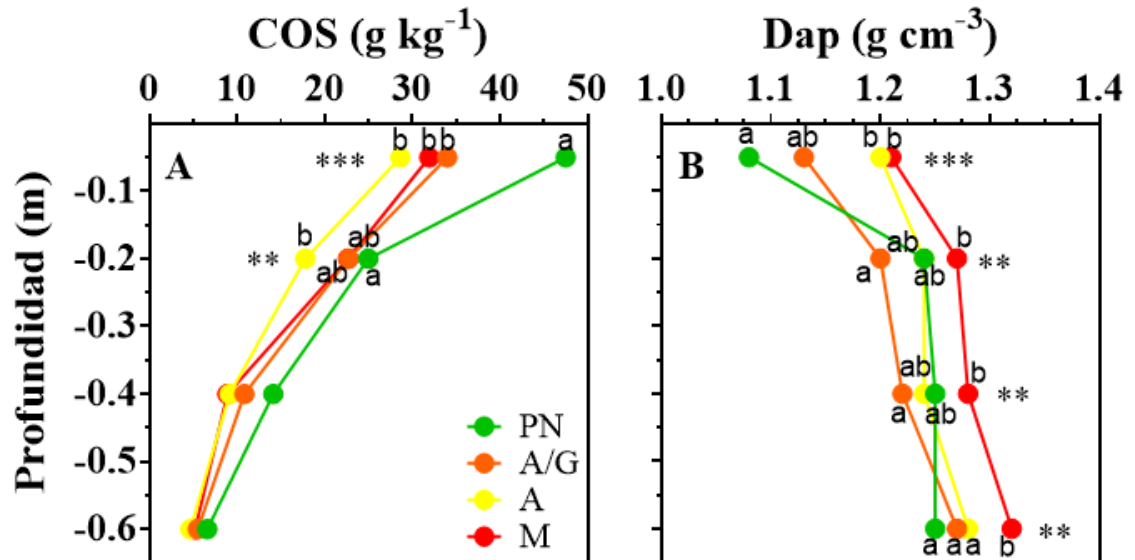 COS (g kg⁻¹) Dap (g cm⁻³)
0 10 20 30 40 50 1.0 1.1 1.2 1.3 1.4
b b b a a ab b b
*** A B ***
-0.1
b ab ab b
-0.2 ** ab a a ab **
-0.3
ab b
-0.4 a ab **
PN
-0.5 A/G
A
-0.6 M a a a b **
Profundidad (m)